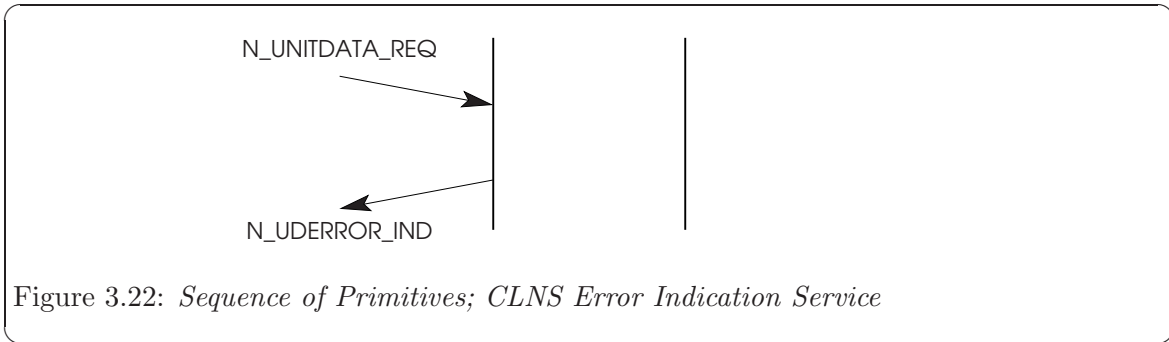 N_UNITDATA_REQ
N_UDERROR_IND
Figure 3.22: Sequence of Primitives; CLNS Error Indication Service